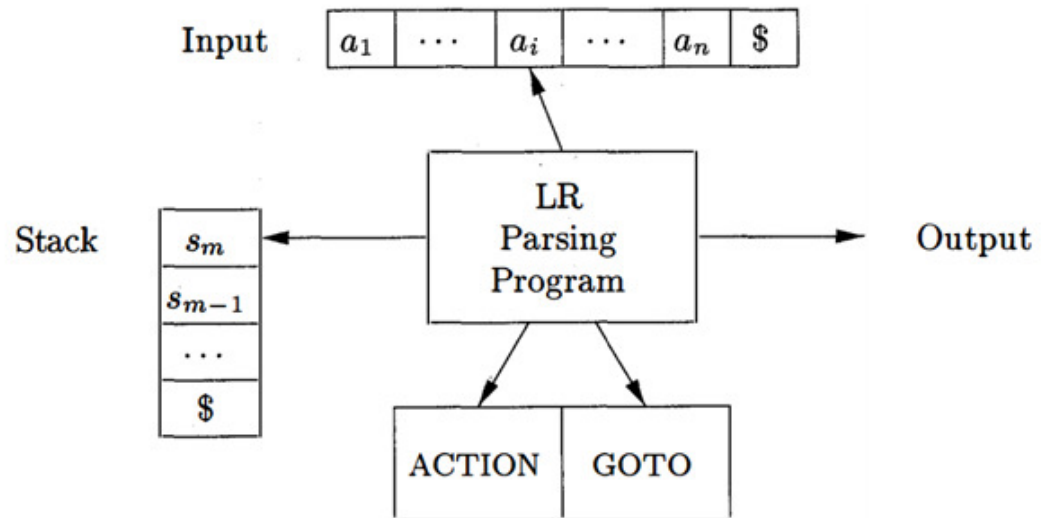 Input a₁ ⋯ aᵢ ⋯ aₙ $
LR
Parsing
Program
Stack
sₘ
sₘ₋₁
⋯
$
Output
ACTION GOTO